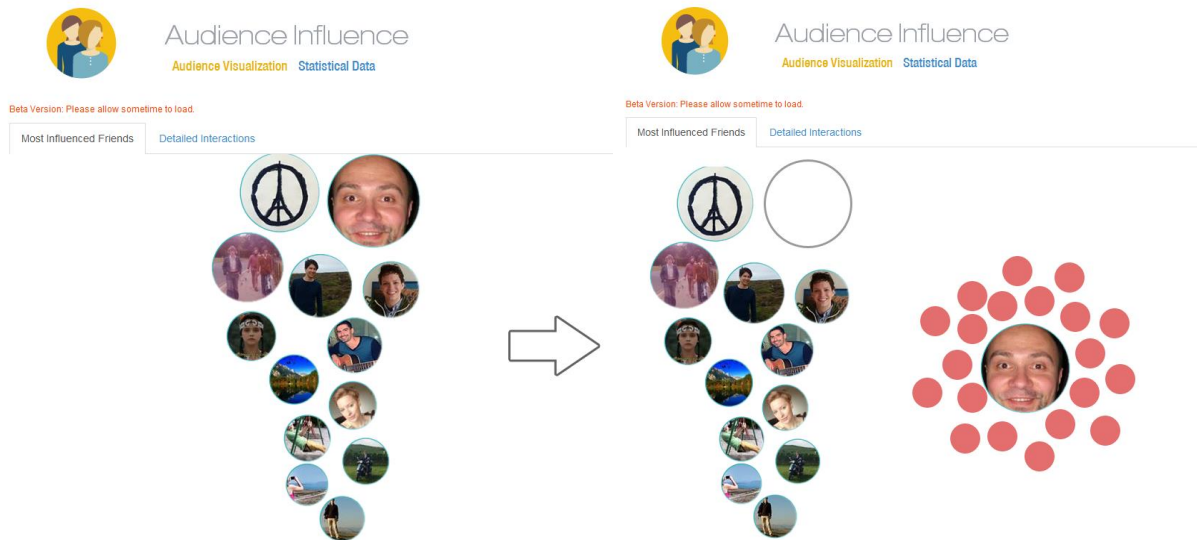 Audience Influence
Audience Visualization Statistical Data
Beta Version: Please allow sometime to load.
Most Influenced Friends Detailed Interactions
Audience Influence
Audience Visualization Statistical Data
Beta Version: Please allow sometime to load.
Most Influenced Friends Detailed Interactions